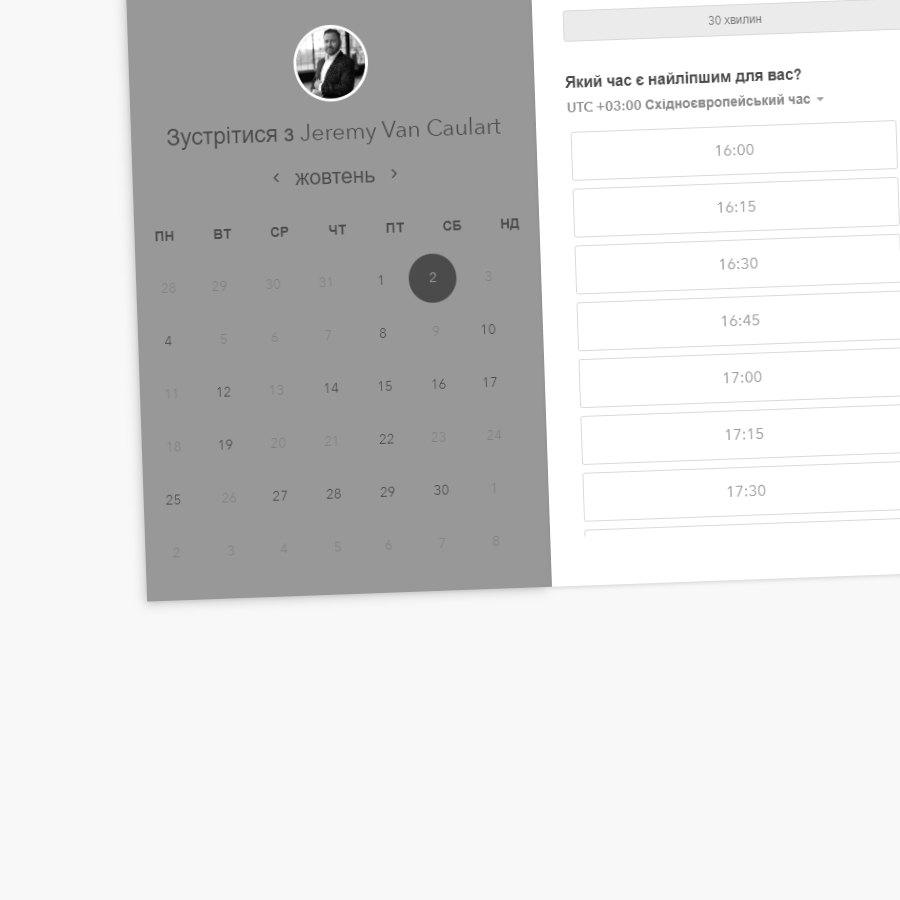 Зустрітися з Jeremy Van Caulart
жовтень
ПН ВТ СР ЧТ ПТ СБ НД
28 29 30 31 1 2 3
4 5 6 7 8 9 10
11 12 13 14 15 16 17
18 19 20 21 22 23 24
25 26 27 28 29 30 1
2 3 4 5 6 7 8
30 хвилин
Який час є найліпшим для вас?
UTC +03:00 Східноєвропейський час
16:00
16:15
16:30
16:45
17:00
17:15
17:30